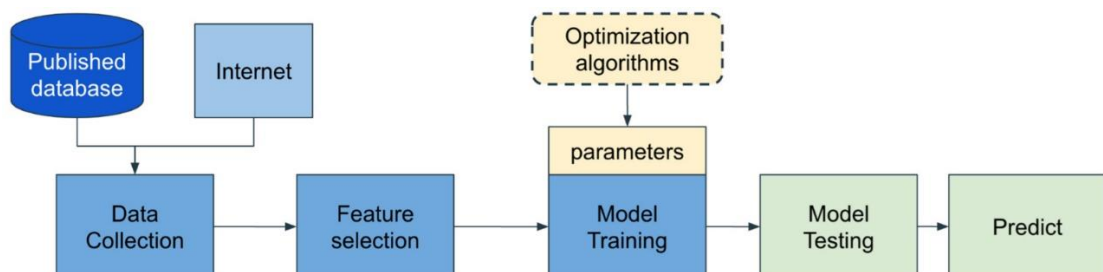 Published
database
Internet
Optimization
algorithms
parameters
Data
Collection
Feature
selection
Model
Training
Model
Testing
Predict